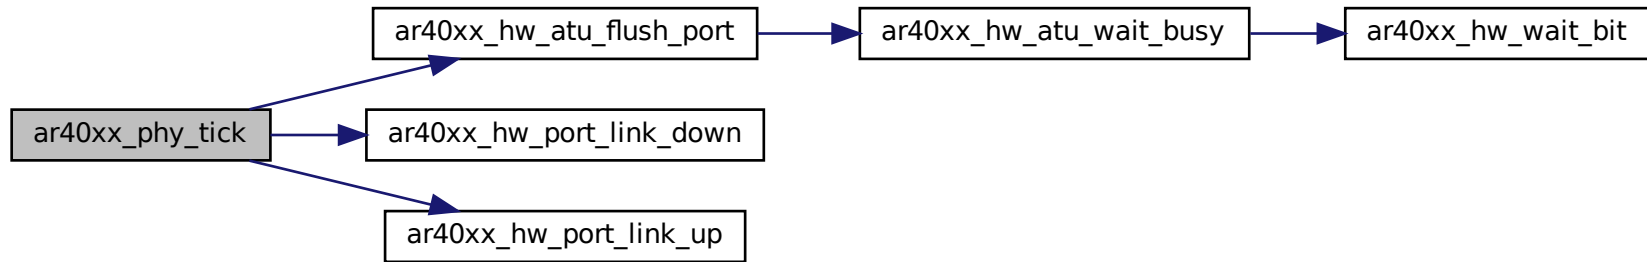 ar40xx_hw_atu_flush_port
ar40xx_hw_atu_wait_busy
ar40xx_hw_wait_bit
ar40xx_phy_tick
ar40xx_hw_port_link_down
ar40xx_hw_port_link_up